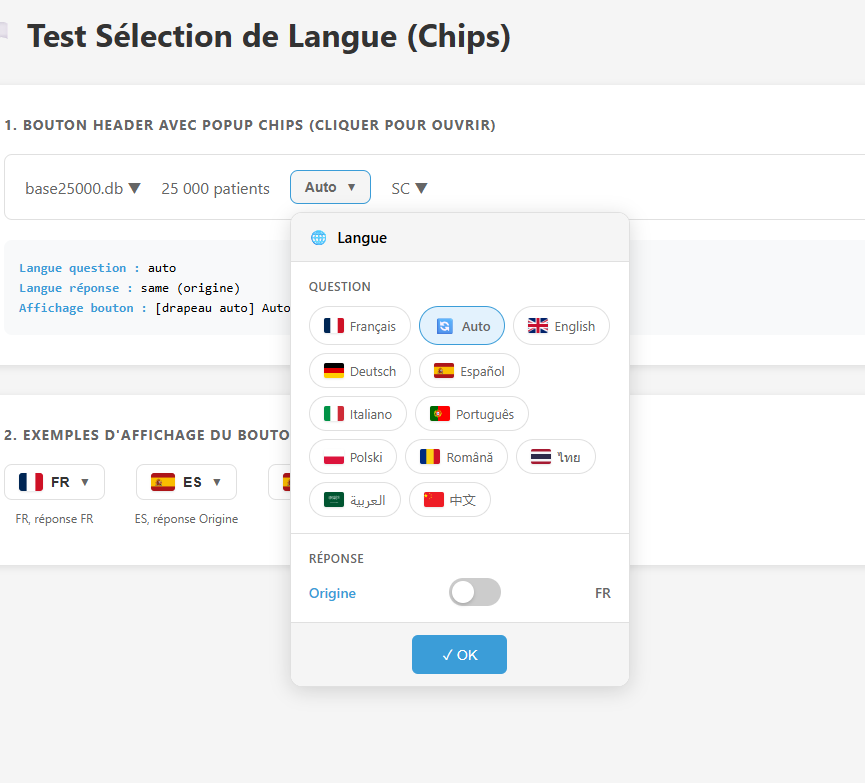 Test Sélection de Langue (Chips)
1. BOUTON HEADER AVEC POPUP CHIPS (CLIQUER POUR OUVRIR)
base25000.db ▼ 25 000 patients Auto ▼ SC ▼
Langue
Langue question : auto
Langue réponse : same (origine)
Affichage bouton : [drapeau auto] Auto
QUESTION
Français Auto English
Deutsch Español
Italiano Português
Polski Română ไทย
العربية 中文
RÉPONSE
Origine FR
✓ OK
2. EXEMPLES D'AFFICHAGE DU BOUTO
FR ▼ ES ▼
FR, réponse FR ES, réponse Origine